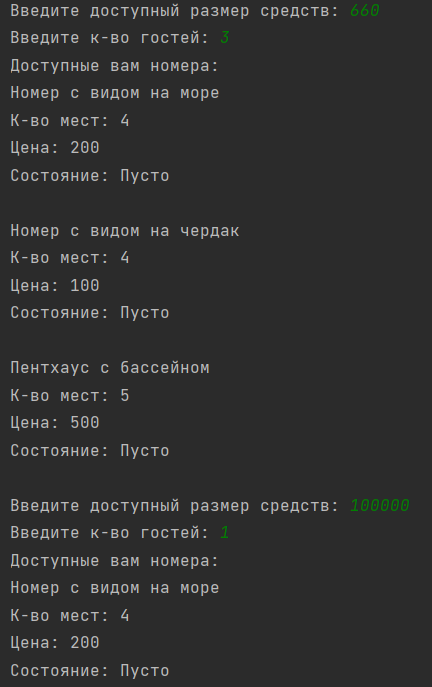 Введите доступный размер средств: 660
Введите к-во гостей: 3
Доступные вам номера:
Номер с видом на море
К-во мест: 4
Цена: 200
Состояние: Пусто
Номер с видом на чердак
К-во мест: 4
Цена: 100
Состояние: Пусто
Пентхаус с бассейном
К-во мест: 5
Цена: 500
Состояние: Пусто
Введите доступный размер средств: 100000
Введите к-во гостей: 1
Доступные вам номера:
Номер с видом на море
К-во мест: 4
Цена: 200
Состояние: Пусто